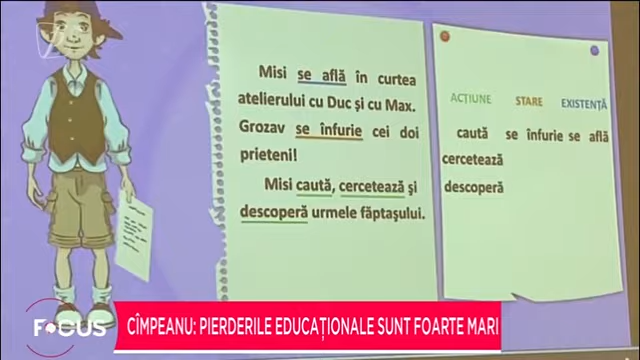 Misi se află în curtea
atelierului cu Duc și cu Max.
Grozav se înfurie cei doi
prieteni!
Misi caută, cercetează și
descoperă urmele făptașului.
ACȚIUNE STARE EXISTENȚĂ
caută se înfurie se află
cercetează
descoperă
FOCUS
CÎMPEANU: PIERDERILE EDUCAȚIONALE SUNT FOARTE MARI